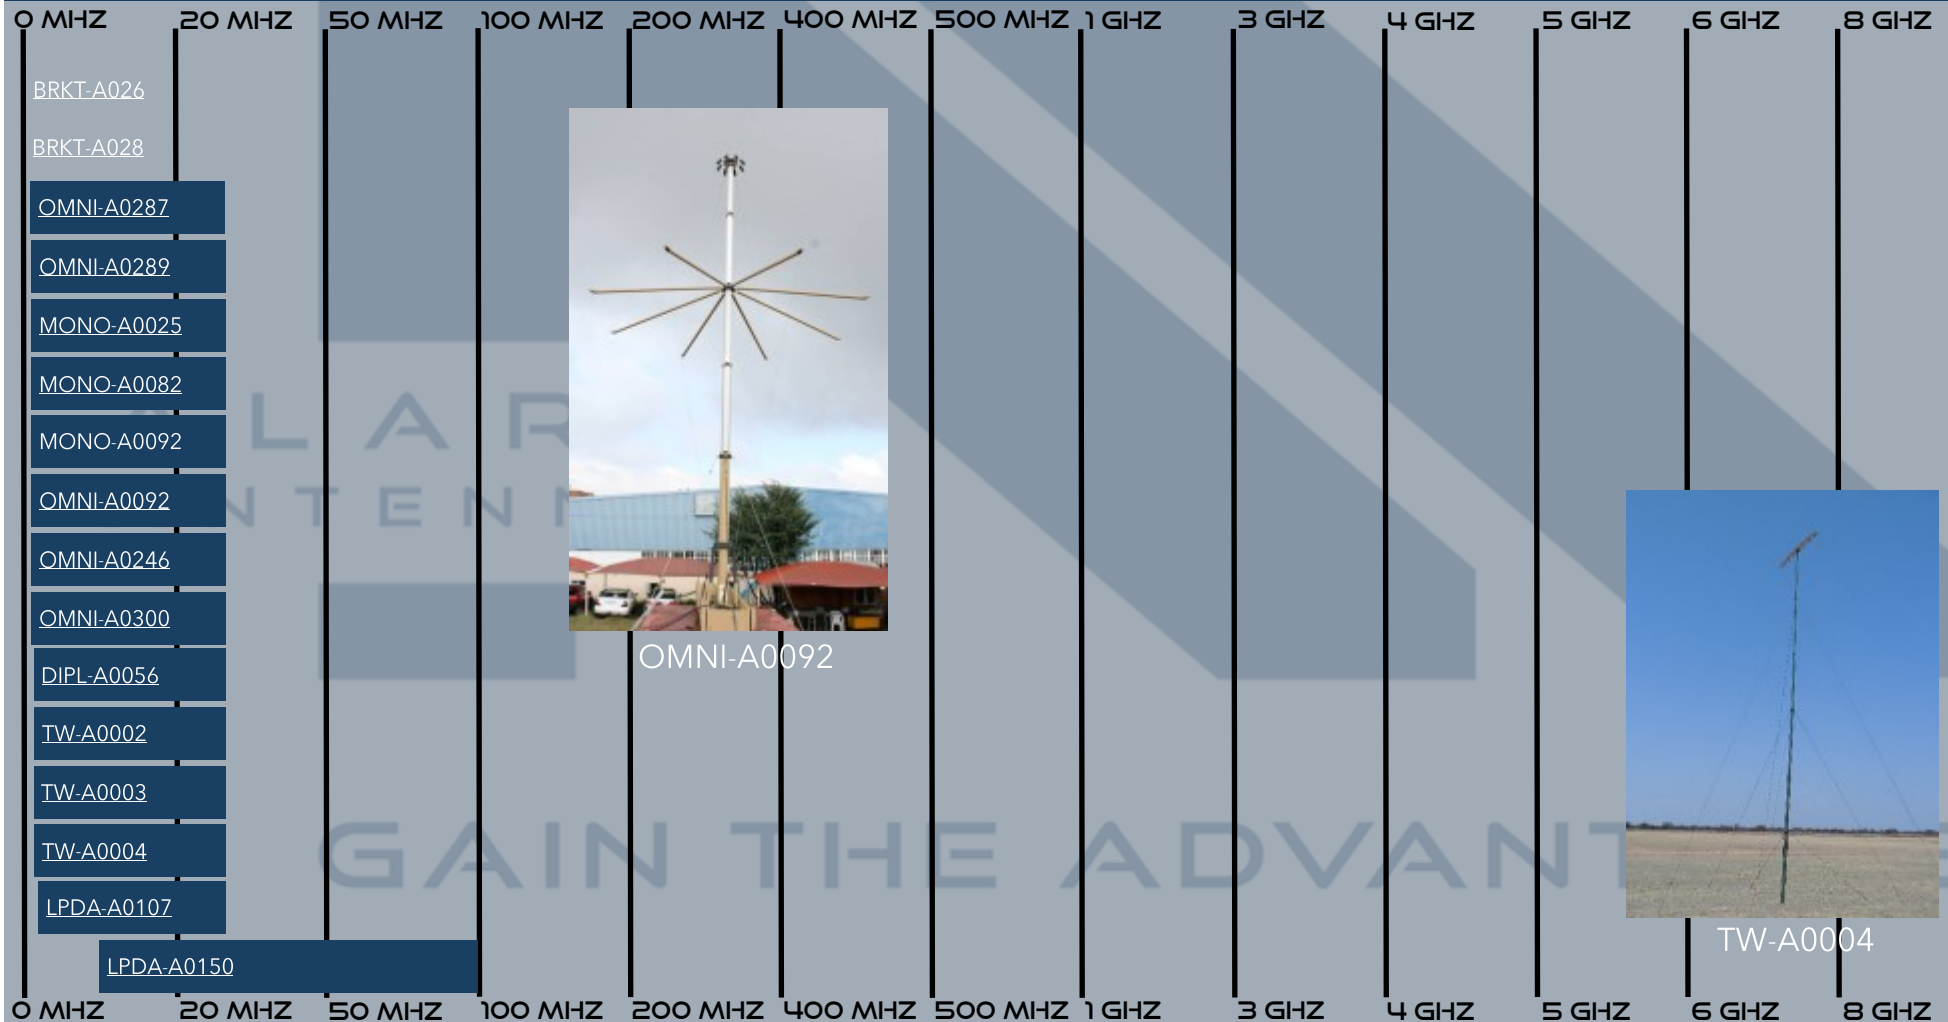 0 MHZ 20 MHZ 50 MHZ 100 MHZ 200 MHZ 400 MHZ 500 MHZ 1 GHZ 3 GHZ 4 GHZ 5 GHZ 6 GHZ 8 GHZ
BRKT-A026
BRKT-A028
OMNI-A0287
OMNI-A0289
MONO-A0025
MONO-A0082
MONO-A0092
OMNI-A0092
OMNI-A0246
OMNI-A0300
DIPL-A0056
TW-A0002
TW-A0003
TW-A0004
LPDA-A0107
LPDA-A0150
OMNI-A0092
TW-A0004
GAIN THE ADVANT
0 MHZ 20 MHZ 50 MHZ 100 MHZ 200 MHZ 400 MHZ 500 MHZ 1 GHZ 3 GHZ 4 GHZ 5 GHZ 6 GHZ 8 GHZ